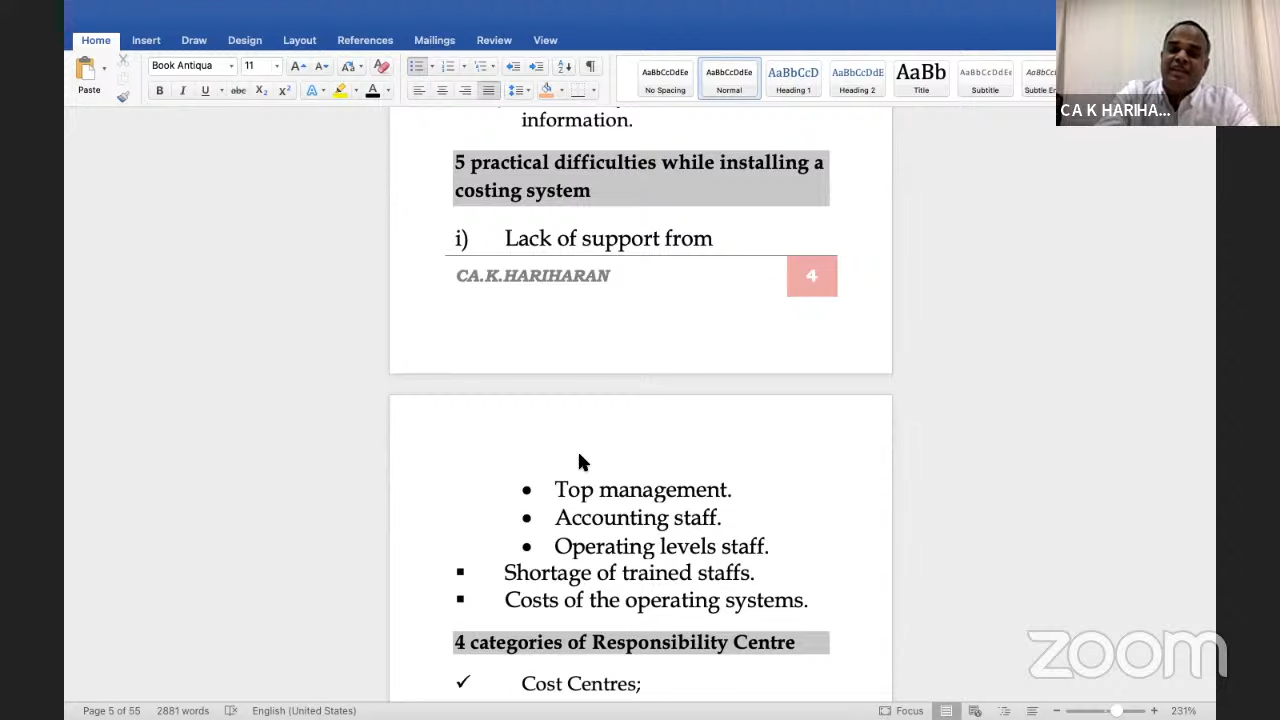 Home Insert Draw Design Layout References Mailings Review View
Paste
Book Antiqua 11
AaBbCcDdEe AaBbCcDdEe AaBbCcD AaBbCcDdE AaBb AaBbCcDdEe AaBbCcD
No Spacing Normal Heading 1 Heading 2 Title Subtitle Subtle En
C A K HARIHA...
information.
5 practical difficulties while installing a
costing system
i) Lack of support from
CA.K.HARIHARAN 4
• Top management.
• Accounting staff.
• Operating levels staff.
▪ Shortage of trained staffs.
▪ Costs of the operating systems.
4 categories of Responsibility Centre
✓ Cost Centres;
zoom
Page 5 of 55 2881 words English (United States) Focus 231%